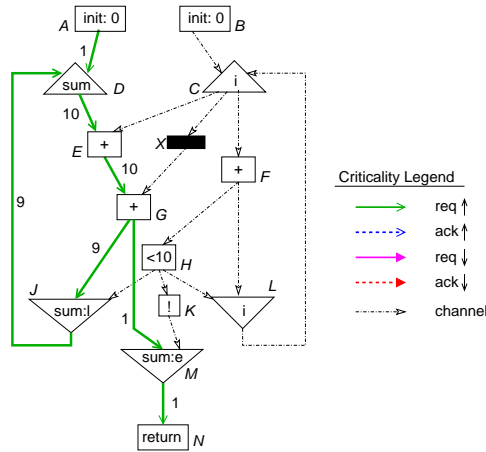 A init: 0 init: 0 B
1
sum D C i
10
E + X
10 + F
G +
9 9 <10 H
J L
sum:l 1 ! K i
sum:e
M
1
return N
Criticality Legend
req ↑
ack ↑
req ↓
ack ↓
channel